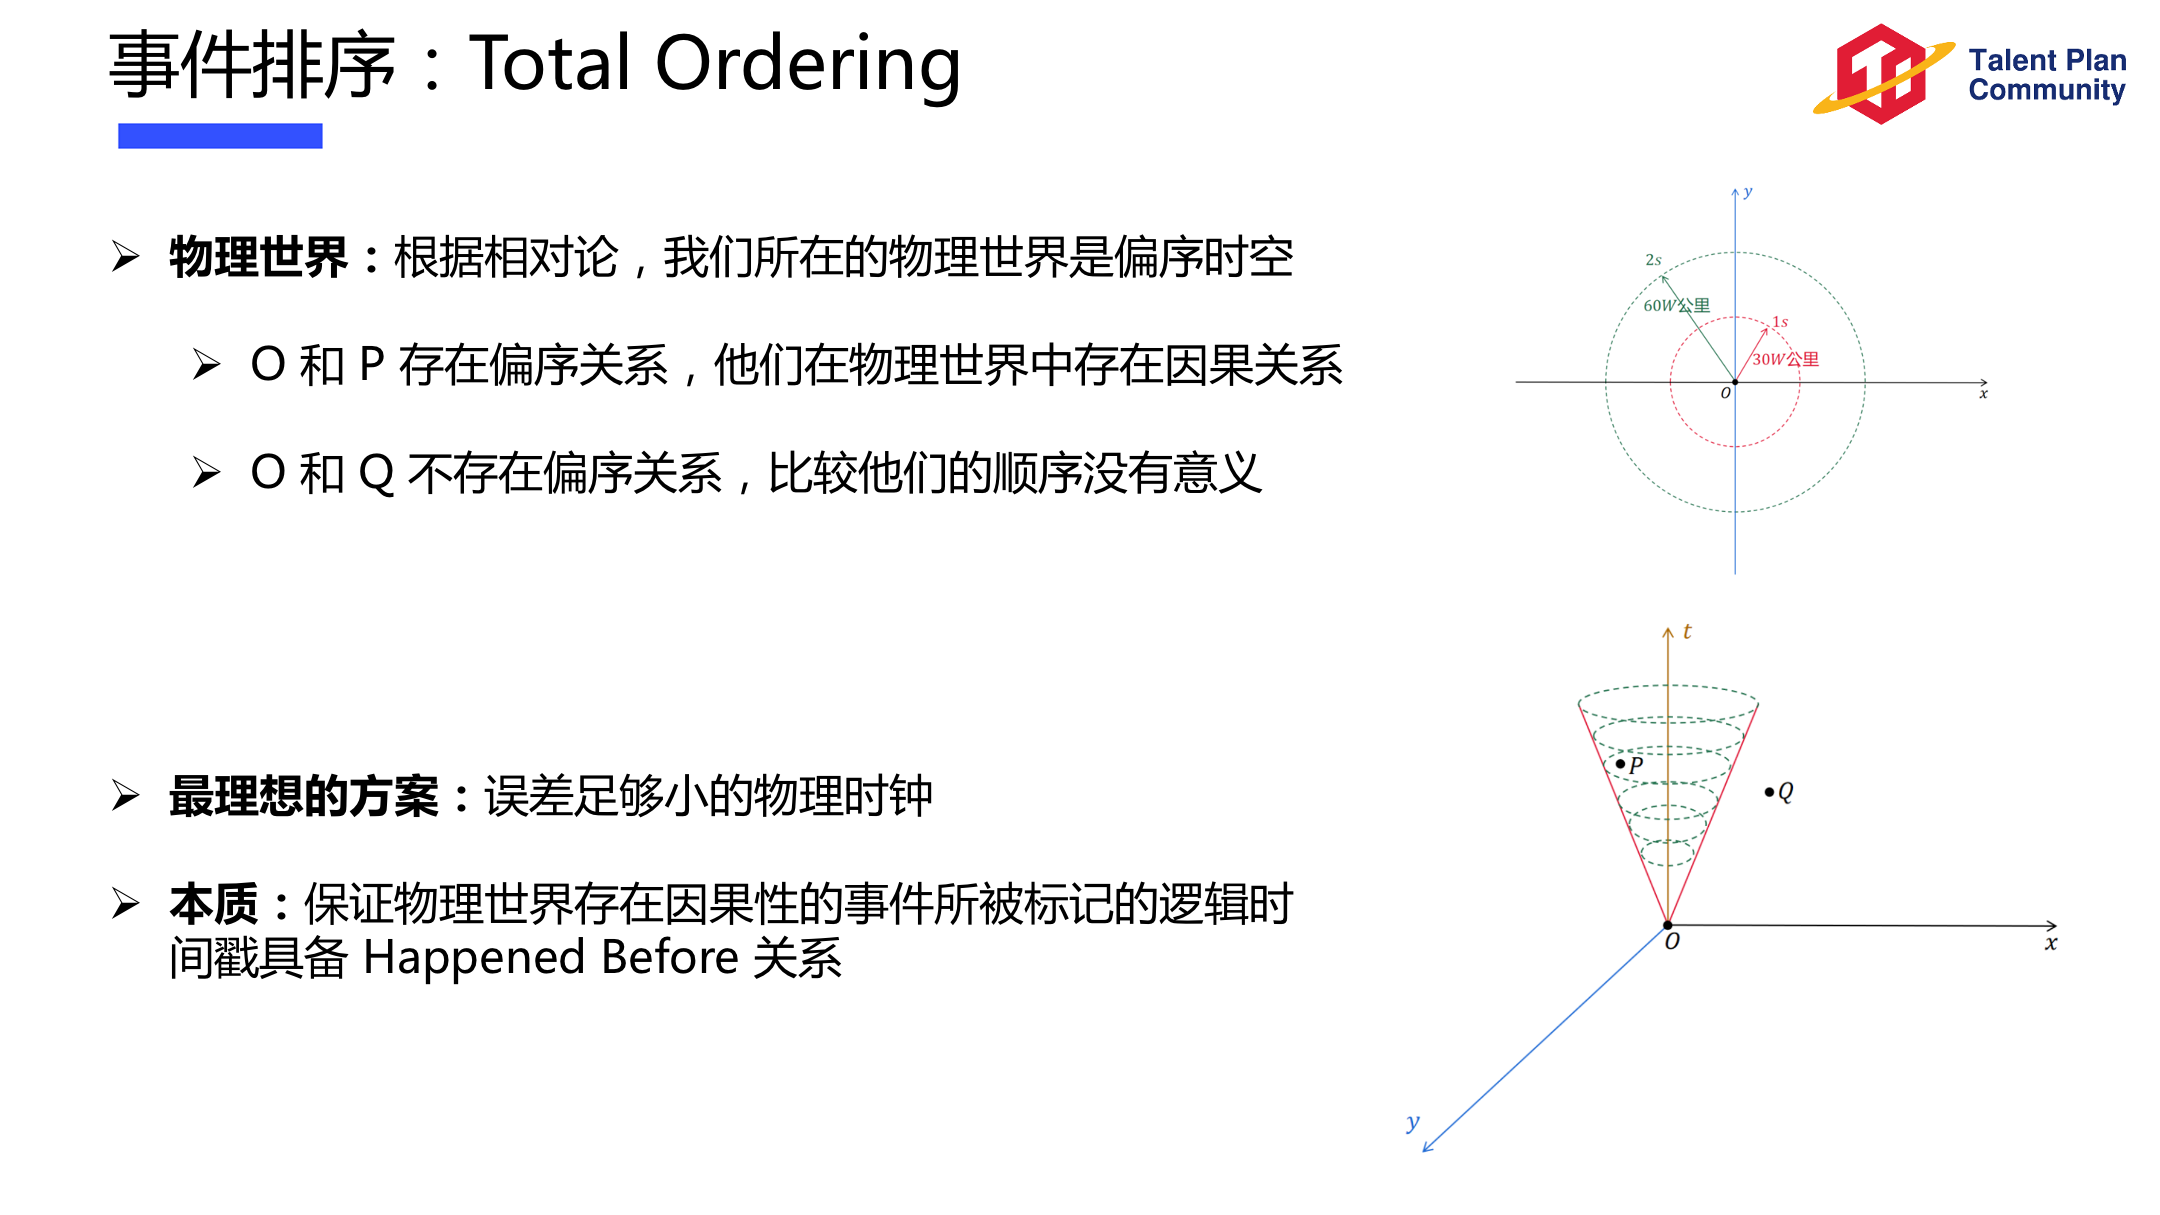 事件排序：Total Ordering
Talent Plan
Community
物理世界：根据相对论，我们所在的物理世界是偏序时空
O 和 P 存在偏序关系，他们在物理世界中存在因果关系
O 和 Q 不存在偏序关系，比较他们的顺序没有意义
最理想的方案：误差足够小的物理时钟
本质：保证物理世界存在因果性的事件所被标记的逻辑时
间戳具备 Happened Before 关系
y
2s
60W公里
1s
30W公里
O
x
t
P
Q
O
x
y